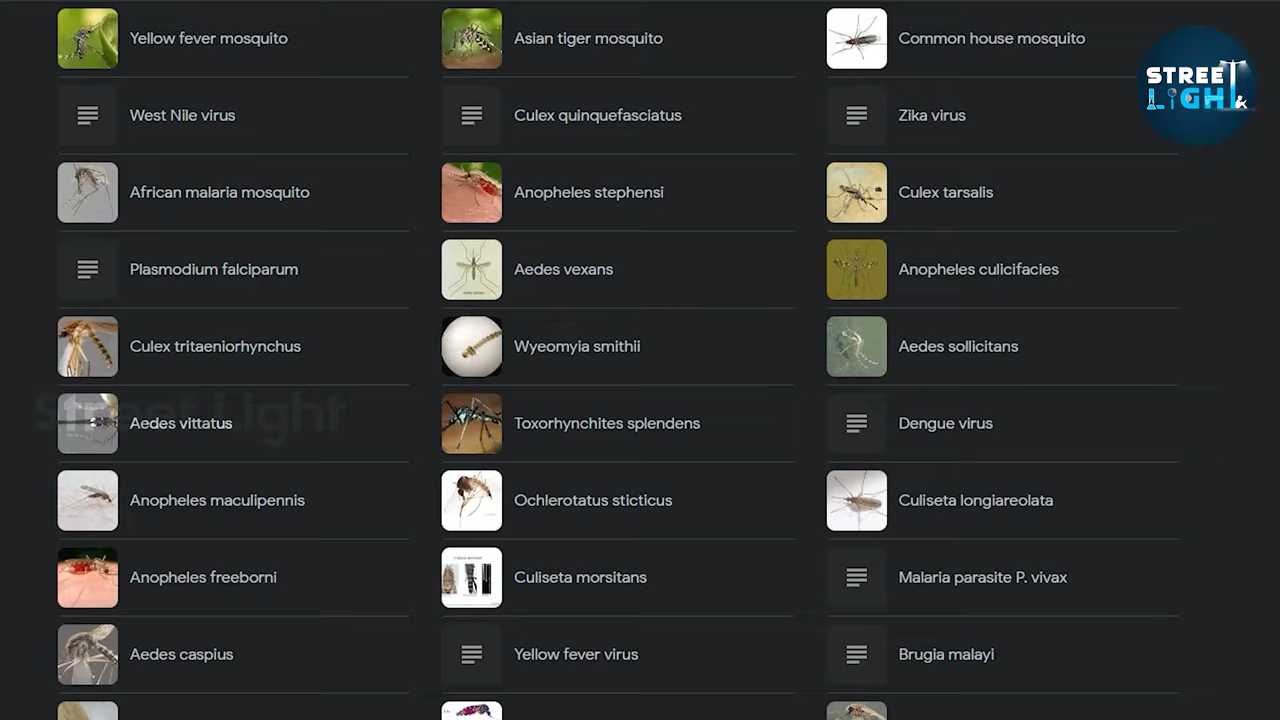 Yellow fever mosquito
Asian tiger mosquito
Common house mosquito
STREET
LIGHT
West Nile virus
Culex quinquefasciatus
Zika virus
African malaria mosquito
Anopheles stephensi
Culex tarsalis
Plasmodium falciparum
Aedes vexans
Anopheles culicifacies
Culex tritaeniorhynchus
Wyeomyia smithii
Aedes sollicitans
Street Light
Aedes vittatus
Toxorhynchites splendens
Dengue virus
Anopheles maculipennis
Ochlerotatus sticticus
Culiseta longiareolata
Anopheles freeborni
Culiseta morsitans
Malaria parasite P. vivax
Aedes caspius
Yellow fever virus
Brugia malayi